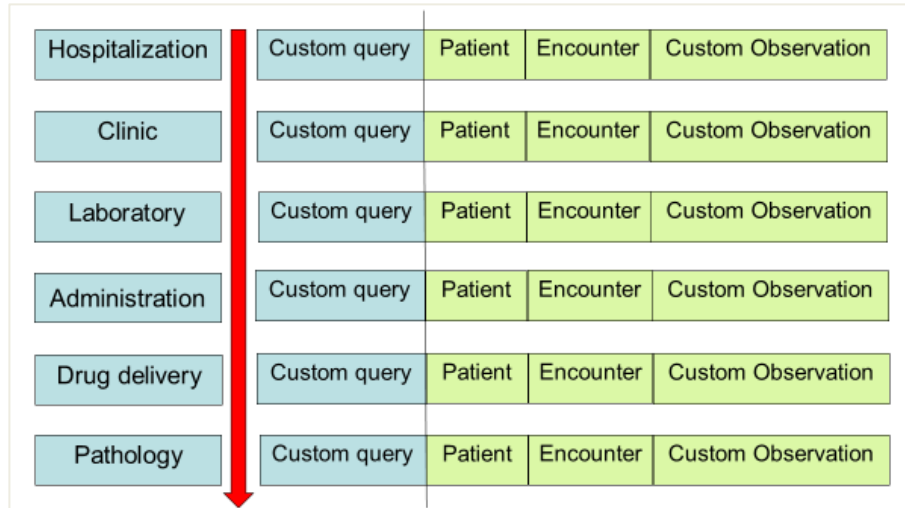 Hospitalization Custom query Patient Encounter Custom Observation
Clinic Custom query Patient Encounter Custom Observation
Laboratory Custom query Patient Encounter Custom Observation
Administration Custom query Patient Encounter Custom Observation
Drug delivery Custom query Patient Encounter Custom Observation
Pathology Custom query Patient Encounter Custom Observation